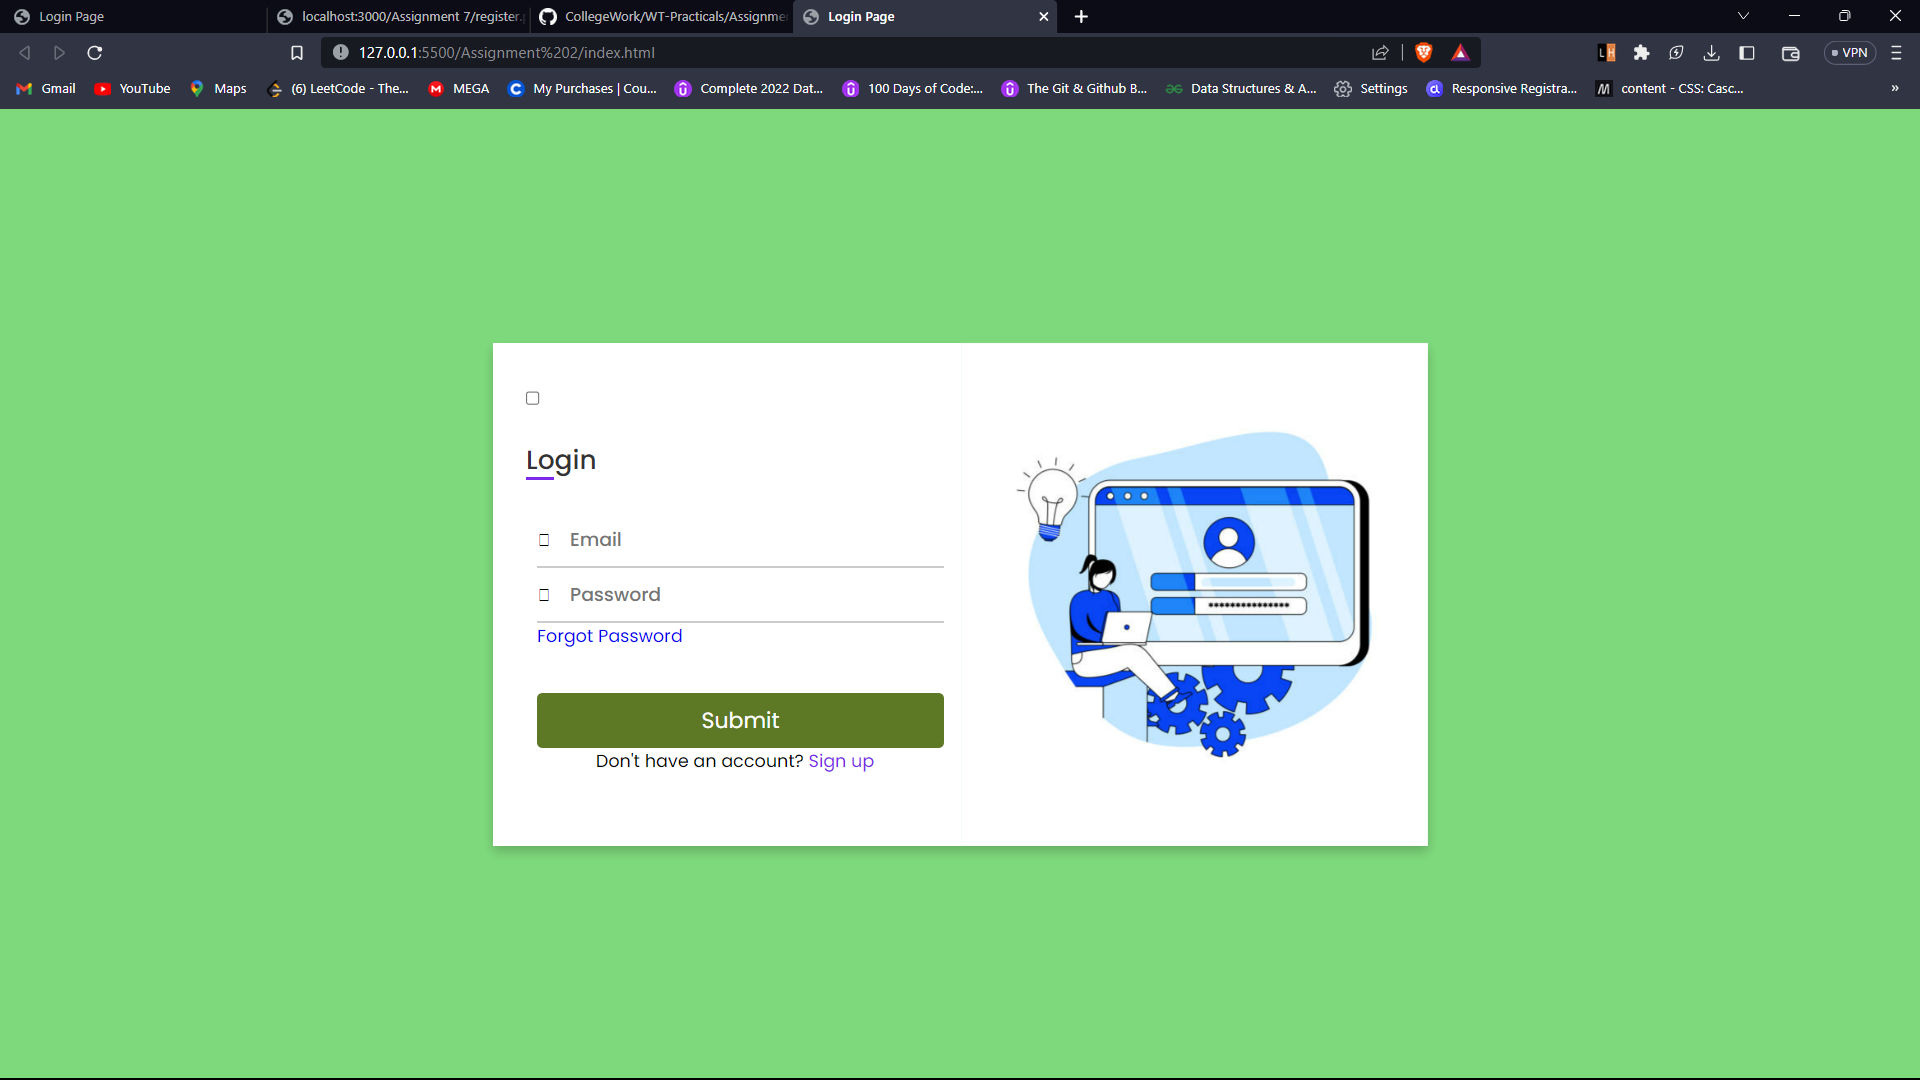 Login Page
localhost:3000/Assignment 7/register.
CollegeWork/WT-Practicals/Assignme
Login Page
127.0.0.1:5500/Assignment%202/index.html
VPN
Gmail
YouTube
Maps
(6) LeetCode - The...
MEGA
My Purchases | Cou...
Complete 2022 Dat...
100 Days of Code:...
The Git & Github B...
Data Structures & A...
Settings
Responsive Registra...
content - CSS: Casc...
»
Login
Email
Password
Forgot Password
Submit
Don't have an account? Sign up